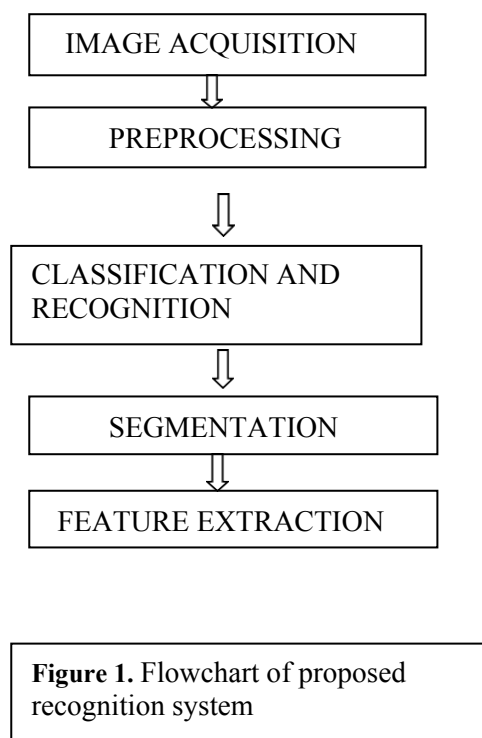 IMAGE ACQUISITION
PREPROCESSING
CLASSIFICATION AND
RECOGNITION
SEGMENTATION
FEATURE EXTRACTION
Figure 1. Flowchart of proposed
recognition system